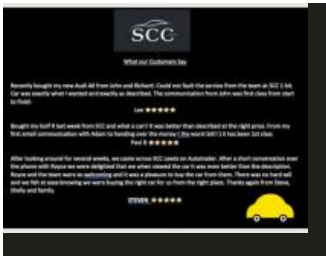 SCC
What our Customers Say
Recently bought my new Audi A8 from John and Richard. Could not fault the service from the team at SCC 1 bit.
Car was exactly what I wanted and exactly as described. The communication from John was first class from start
to finish
Lee ★★★★★
Bought my Golf R last week from SCC and what a car! It was better than described at the right price. From my
first email communication with Adam to handing over the money ( the worst bit!! ) it has been 1st class
Paul B ★★★★★
After looking around for several weeks, we came across SCC Leeds on Autotrader. After a short conversation over
the phone with Royce we were delighted that when we viewed the car it was even better than the description.
Royce and the team were so welcoming and it was a pleasure to buy the car from them. There was no hard sell
and we felt at ease knowing we were buying the right car for us from the right place. Thanks again from Steve,
Shelly and family.
STEVEN ★★★★★